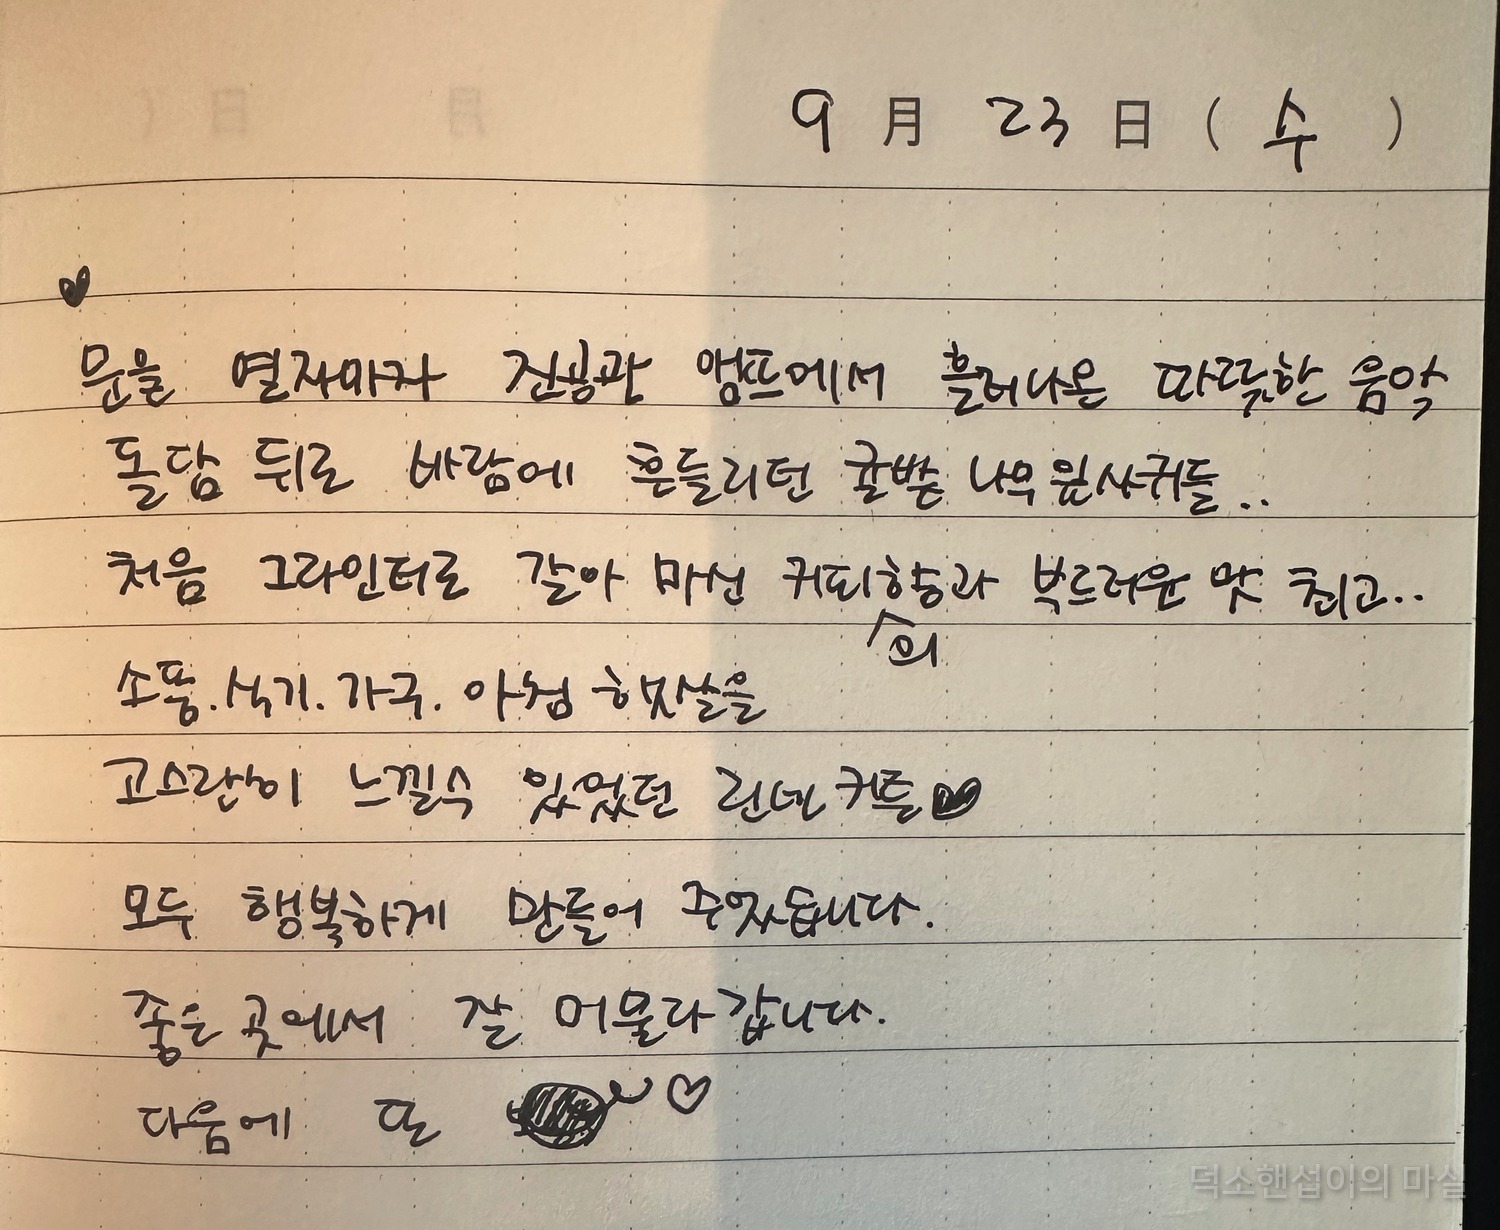 9 月 23 日 ( 수 )
문을 열자마자 진공관 앰프에서 흘러나온 따뜻한 음악
돌담 뒤로 바람에 흔들리던 귤밭 나무 잎사귀들..
처음 그라인더로 갈아 마신 커피향과 부드러운 맛 최고..
의
소품. 식기. 가구. 아침 햇살을
고스란히 느낄수 있었던 린데 커튼
모두 행복하게 만들어 주었습니다.
좋은 곳에서 잘 머물다 갑니다.
다음에 또
덕소핸섭이의 마실